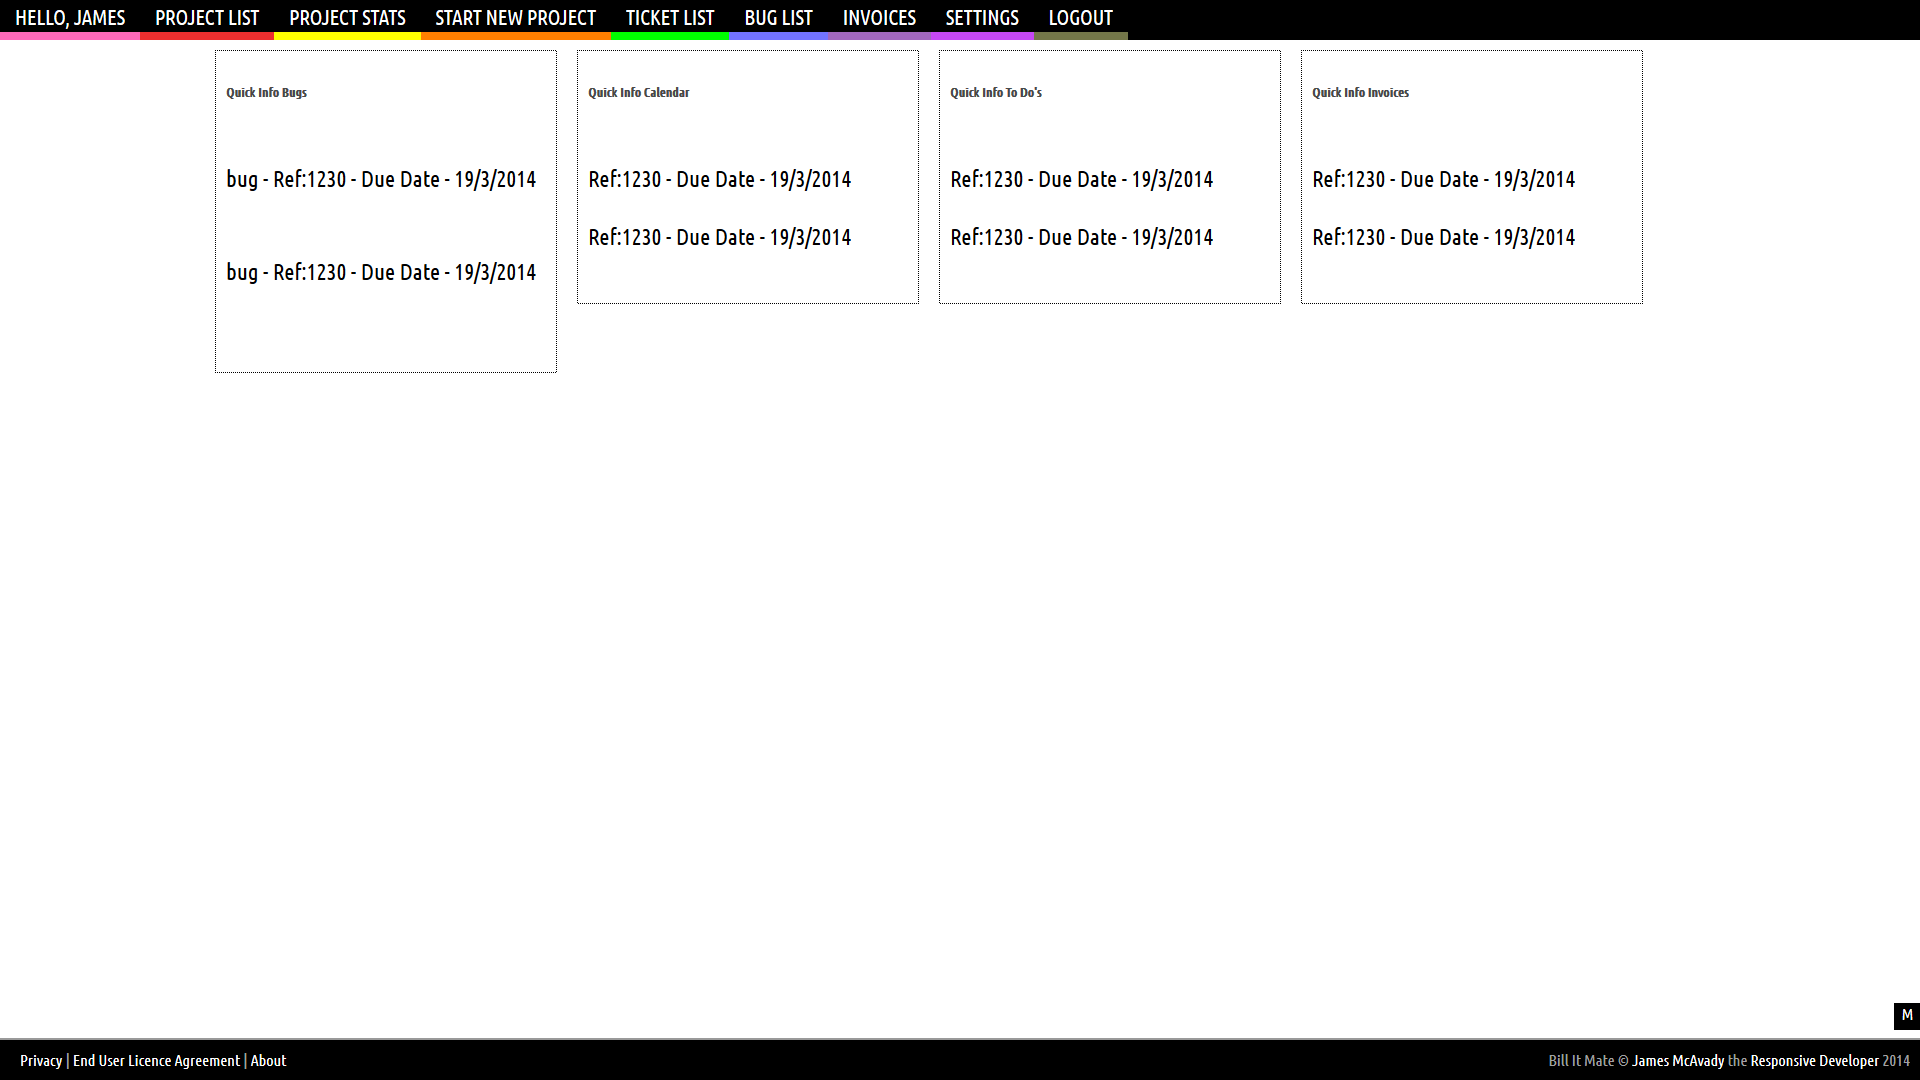 HELLO, JAMES PROJECT LIST PROJECT STATS START NEW PROJECT TICKET LIST BUG LIST INVOICES SETTINGS LOGOUT
Quick Info Bugs
bug - Ref:1230 - Due Date - 19/3/2014
bug - Ref:1230 - Due Date - 19/3/2014
Quick Info Calendar
Ref:1230 - Due Date - 19/3/2014
Ref:1230 - Due Date - 19/3/2014
Quick Info To Do's
Ref:1230 - Due Date - 19/3/2014
Ref:1230 - Due Date - 19/3/2014
Quick Info Invoices
Ref:1230 - Due Date - 19/3/2014
Ref:1230 - Due Date - 19/3/2014
M
Privacy | End User Licence Agreement | About
Bill It Mate © James McAvady the Responsive Developer 2014